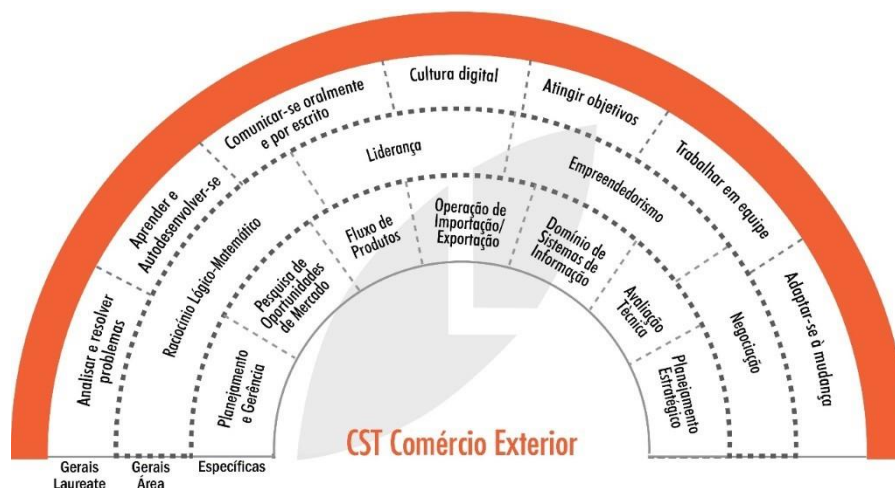 Analisar e resolver
problemas
Aprender e
Autodesenvolver-se
Comunicar-se oralmente
e por escrito
Cultura digital
Atingir objetivos
Trabalhar em equipe
Adaptar-se à mudança
Raciocínio Lógico-Matemático
Liderança
Empreendedorismo
Negociação
Planejamento
e Gerência
Pesquisa de
Oportunidades
de Mercado
Fluxo de
Produtos
Operação de
Importação/
Exportação
Domínio de
Sistemas de
Informação
Avaliação
Técnica
Planejamento
Estratégico
CST Comércio Exterior
Gerais
Laureate
Gerais
Área
Específicas